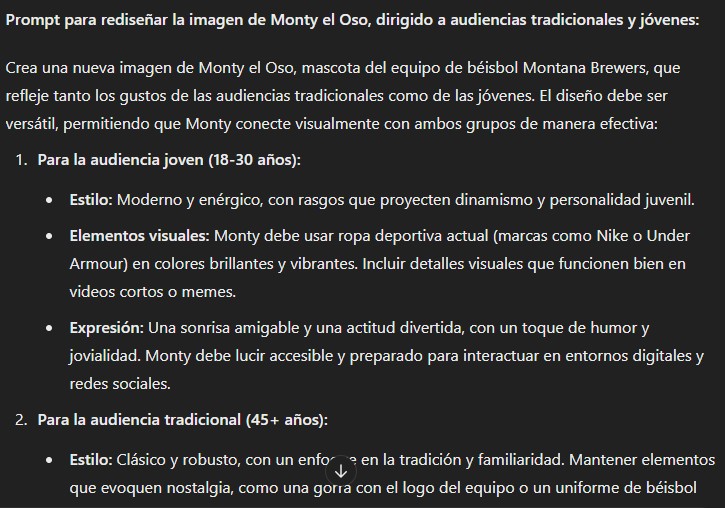 Prompt para rediseñar la imagen de Monty el Oso, dirigido a audiencias tradicionales y jóvenes:
Crea una nueva imagen de Monty el Oso, mascota del equipo de béisbol Montana Brewers, que
refleje tanto los gustos de las audiencias tradicionales como de las jóvenes. El diseño debe ser
versátil, permitiendo que Monty conecte visualmente con ambos grupos de manera efectiva:
1. Para la audiencia joven (18-30 años):
• Estilo: Moderno y enérgico, con rasgos que proyecten dinamismo y personalidad juvenil.
• Elementos visuales: Monty debe usar ropa deportiva actual (marcas como Nike o Under
Armour) en colores brillantes y vibrantes. Incluir detalles visuales que funcionen bien en
videos cortos o memes.
• Expresión: Una sonrisa amigable y una actitud divertida, con un toque de humor y
jovialidad. Monty debe lucir accesible y preparado para interactuar en entornos digitales y
redes sociales.
2. Para la audiencia tradicional (45+ años):
• Estilo: Clásico y robusto, con un enfoque en la tradición y familiaridad. Mantener elementos
que evoquen nostalgia, como una gorra con el logo del equipo o un uniforme de béisbol